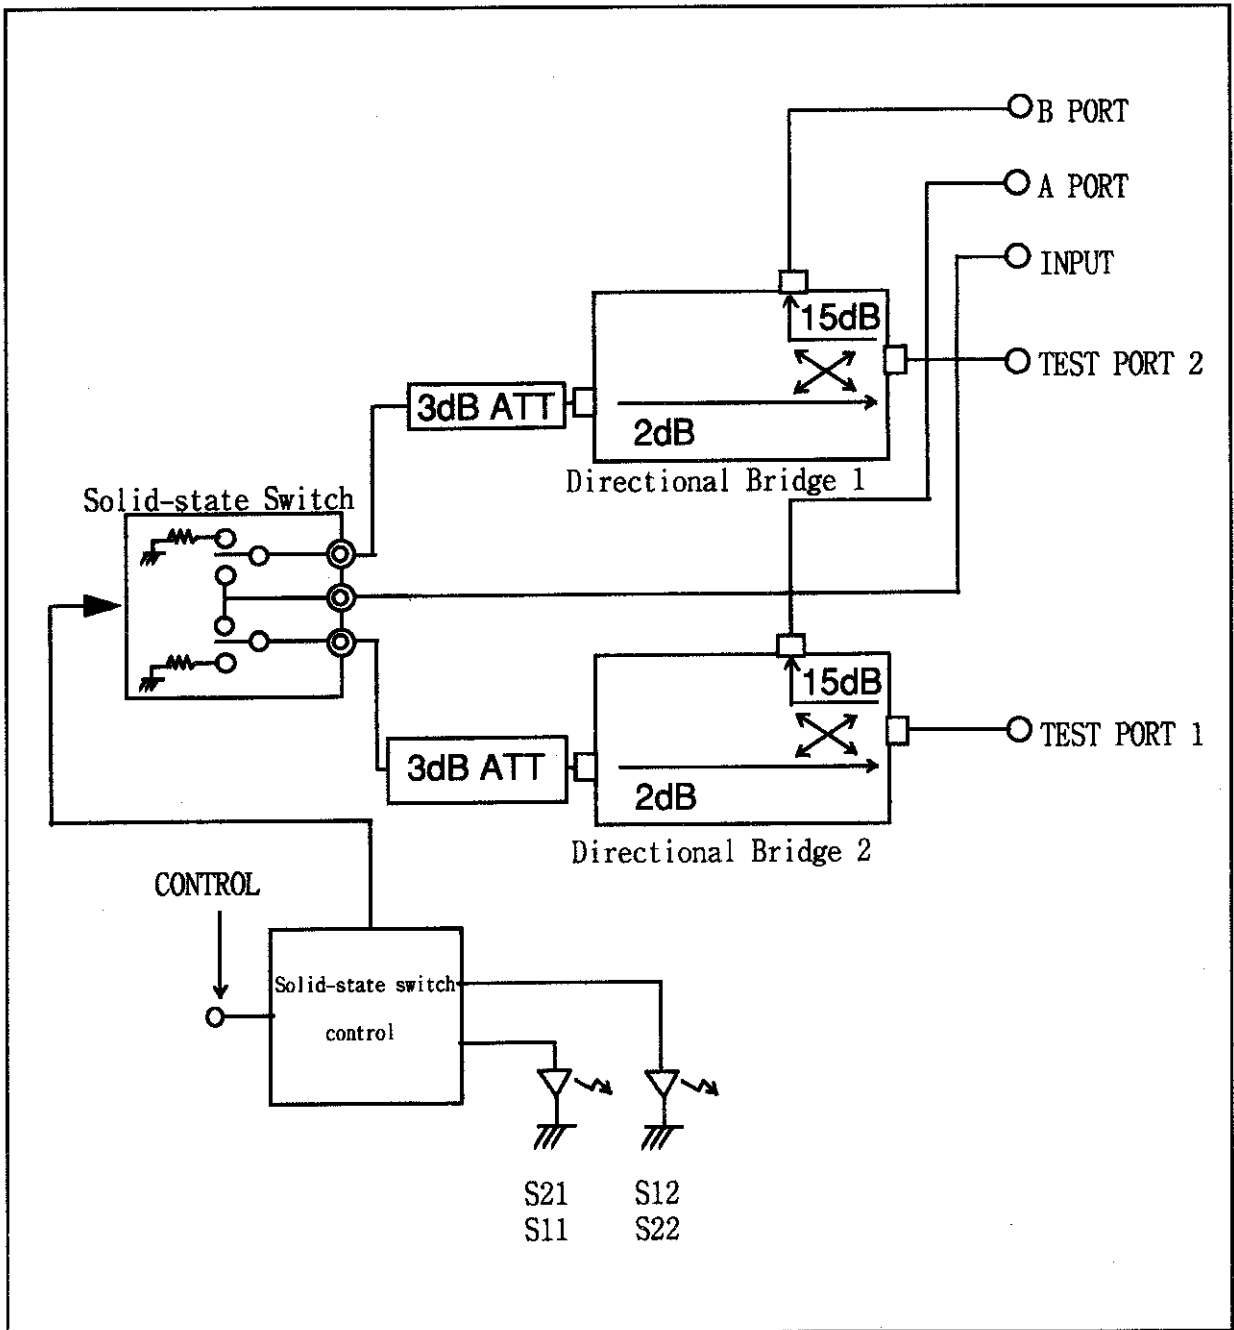 B PORT
A PORT
INPUT
15dB
TEST PORT 2
3dB ATT
2dB
Directional Bridge 1
Solid-state Switch
15dB
TEST PORT 1
3dB ATT
2dB
Directional Bridge 2
CONTROL
Solid-state switch
control
S21 S12
S11 S22